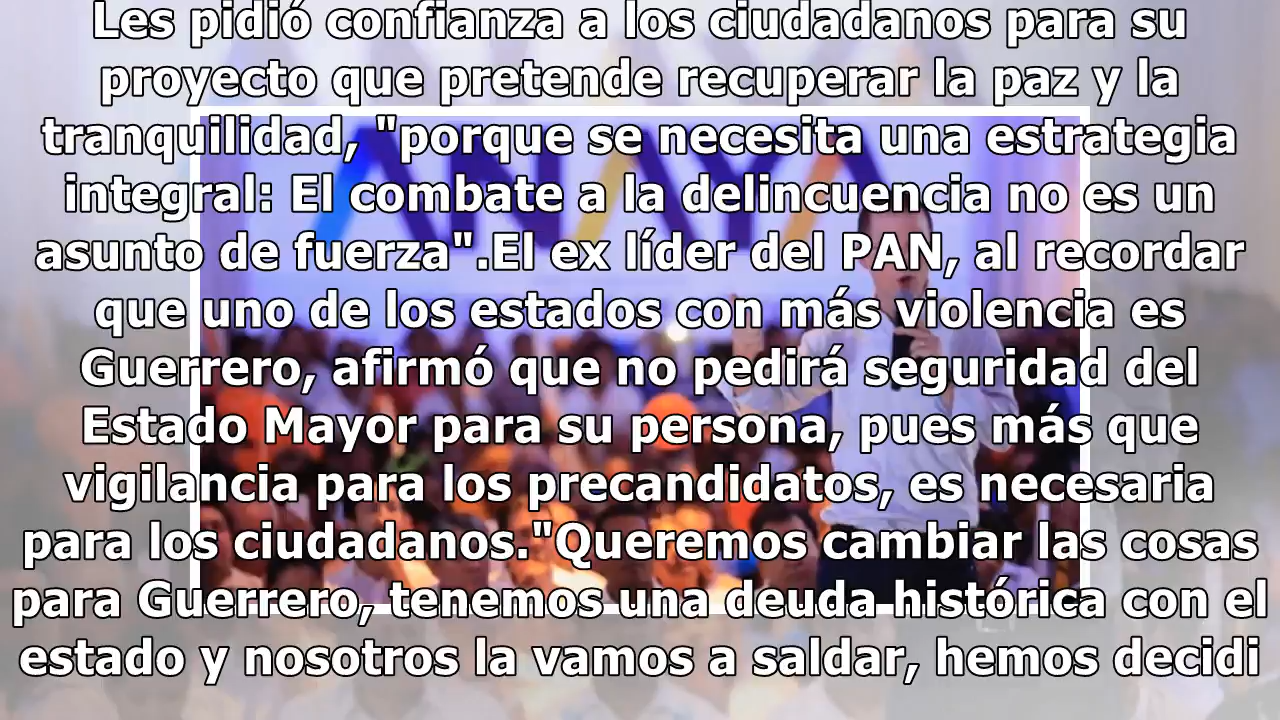 Les pidió confianza a los ciudadanos para su
proyecto que pretende recuperar la paz y la
tranquilidad, "porque se necesita una estrategia
integral: El combate a la delincuencia no es un
asunto de fuerza".El ex líder del PAN, al recordar
que uno de los estados con más violencia es
Guerrero, afirmó que no pedirá seguridad del
Estado Mayor para su persona, pues más que
vigilancia para los precandidatos, es necesaria
para los ciudadanos."Queremos cambiar las cosas
para Guerrero, tenemos una deuda histórica con el
estado y nosotros la vamos a saldar, hemos decidi
ANAYA